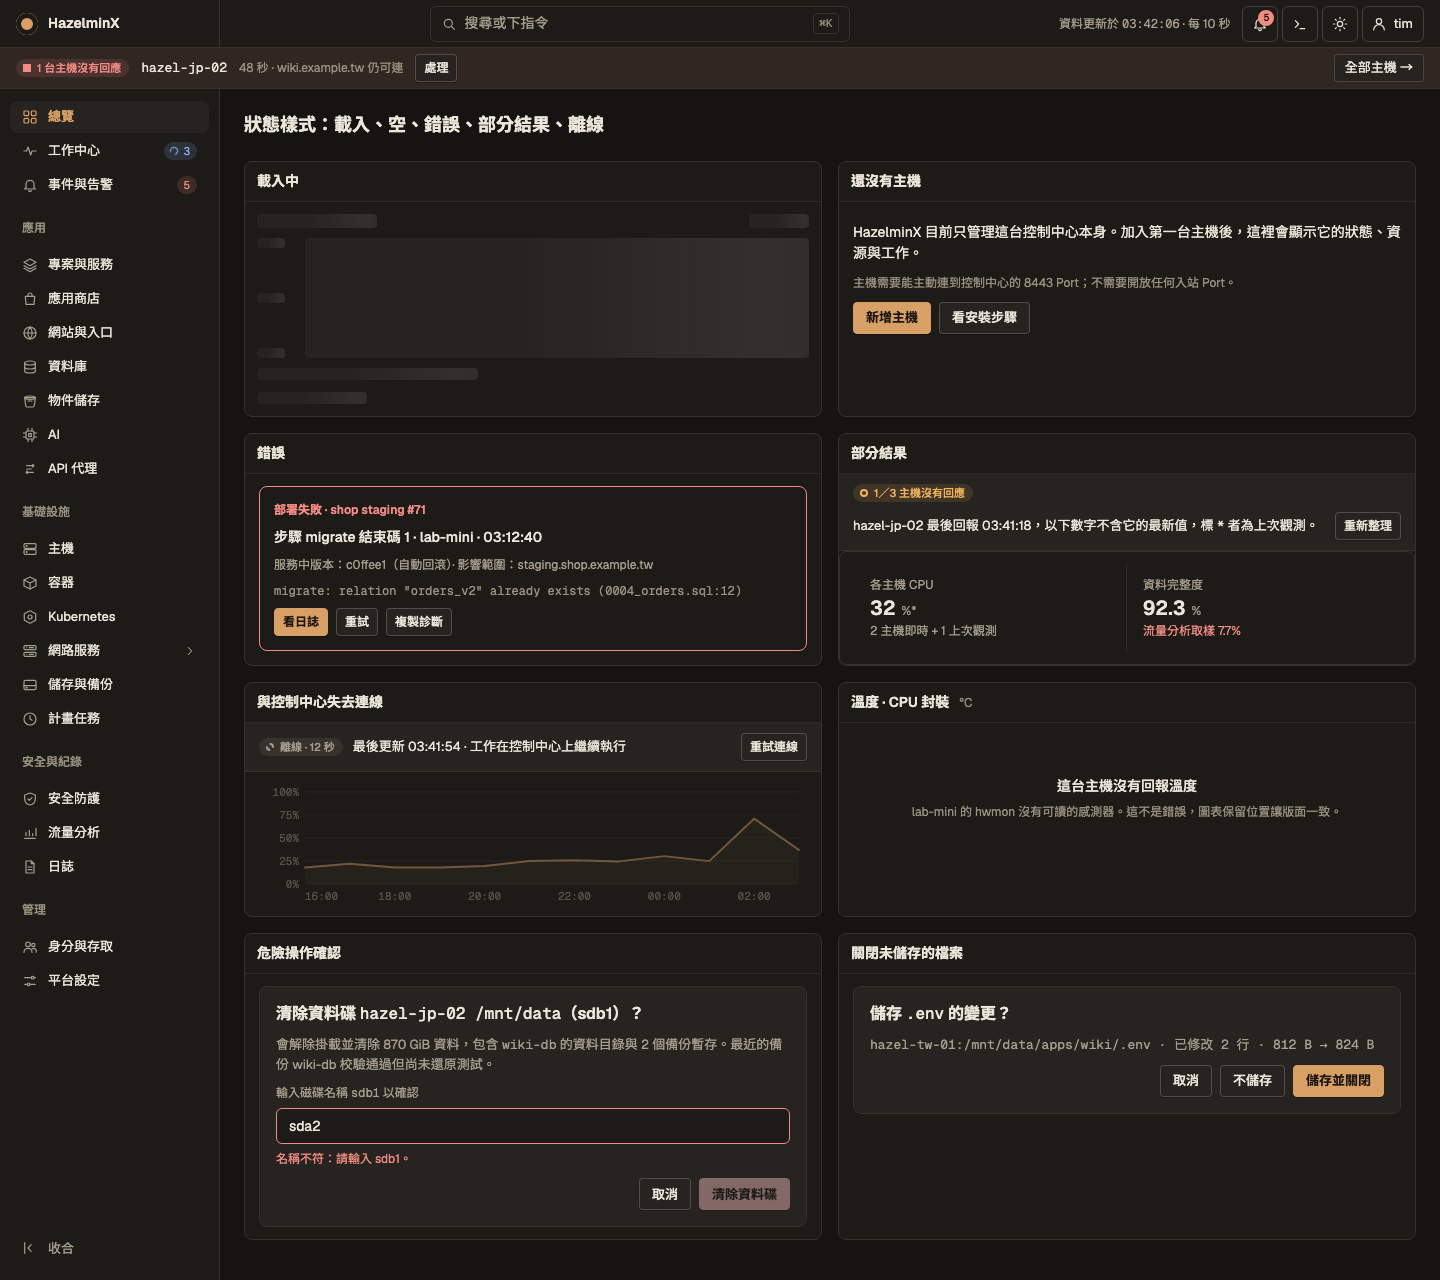 HazelminX
搜尋或下指令
⌘K
資料更新於 03:42:06 · 每 10 秒
5
tim
1 台主機沒有回應
hazel-jp-02
48 秒 · wiki.example.tw 仍可連
處理
全部主機 →
總覽
工作中心
3
事件與告警
5
應用
專案與服務
應用商店
網站與入口
資料庫
物件儲存
AI
API 代理
基礎設施
主機
容器
Kubernetes
網路服務
儲存與備份
計畫任務
安全與紀錄
安全防護
流量分析
日誌
管理
身分與存取
平台設定
收合
狀態樣式：載入、空、錯誤、部分結果、離線
載入中
還沒有主機
HazelminX 目前只管理這台控制中心本身。加入第一台主機後，這裡會顯示它的狀態、資
源與工作。
主機需要能主動連到控制中心的 8443 Port；不需要開放任何入站 Port。
新增主機
看安裝步驟
錯誤
部署失敗 · shop staging #71
步驟 migrate 結束碼 1 · lab-mini · 03:12:40
服務中版本：c0ffee1（自動回滾）· 影響範圍：staging.shop.example.tw
migrate: relation "orders_v2" already exists (0004_orders.sql:12)
看日誌
重試
複製診斷
部分結果
1／3 主機沒有回應
hazel-jp-02 最後回報 03:41:18，以下數字不含它的最新值，標 * 者為上次觀測。
重新整理
各主機 CPU
32 %*
2 主機即時 + 1 上次觀測
資料完整度
92.3 %
流量分析取樣 7.7%
與控制中心失去連線
離線 · 12 秒
最後更新 03:41:54 · 工作在控制中心上繼續執行
重試連線
100%
75%
50%
25%
0%
16:00
18:00
20:00
22:00
00:00
02:00
溫度 · CPU 封裝 °C
這台主機沒有回報溫度
lab-mini 的 hwmon 沒有可讀的感測器。這不是錯誤，圖表保留位置讓版面一致。
危險操作確認
清除資料碟 hazel-jp-02 /mnt/data（sdb1）？
會解除掛載並清除 870 GiB 資料，包含 wiki-db 的資料目錄與 2 個備份暫存。最近的備
份 wiki-db 校驗通過但尚未還原測試。
輸入磁碟名稱 sdb1 以確認
sda2
名稱不符：請輸入 sdb1。
取消
清除資料碟
關閉未儲存的檔案
儲存 .env 的變更？
hazel-tw-01:/mnt/data/apps/wiki/.env · 已修改 2 行 · 812 B → 824 B
取消
不儲存
儲存並關閉